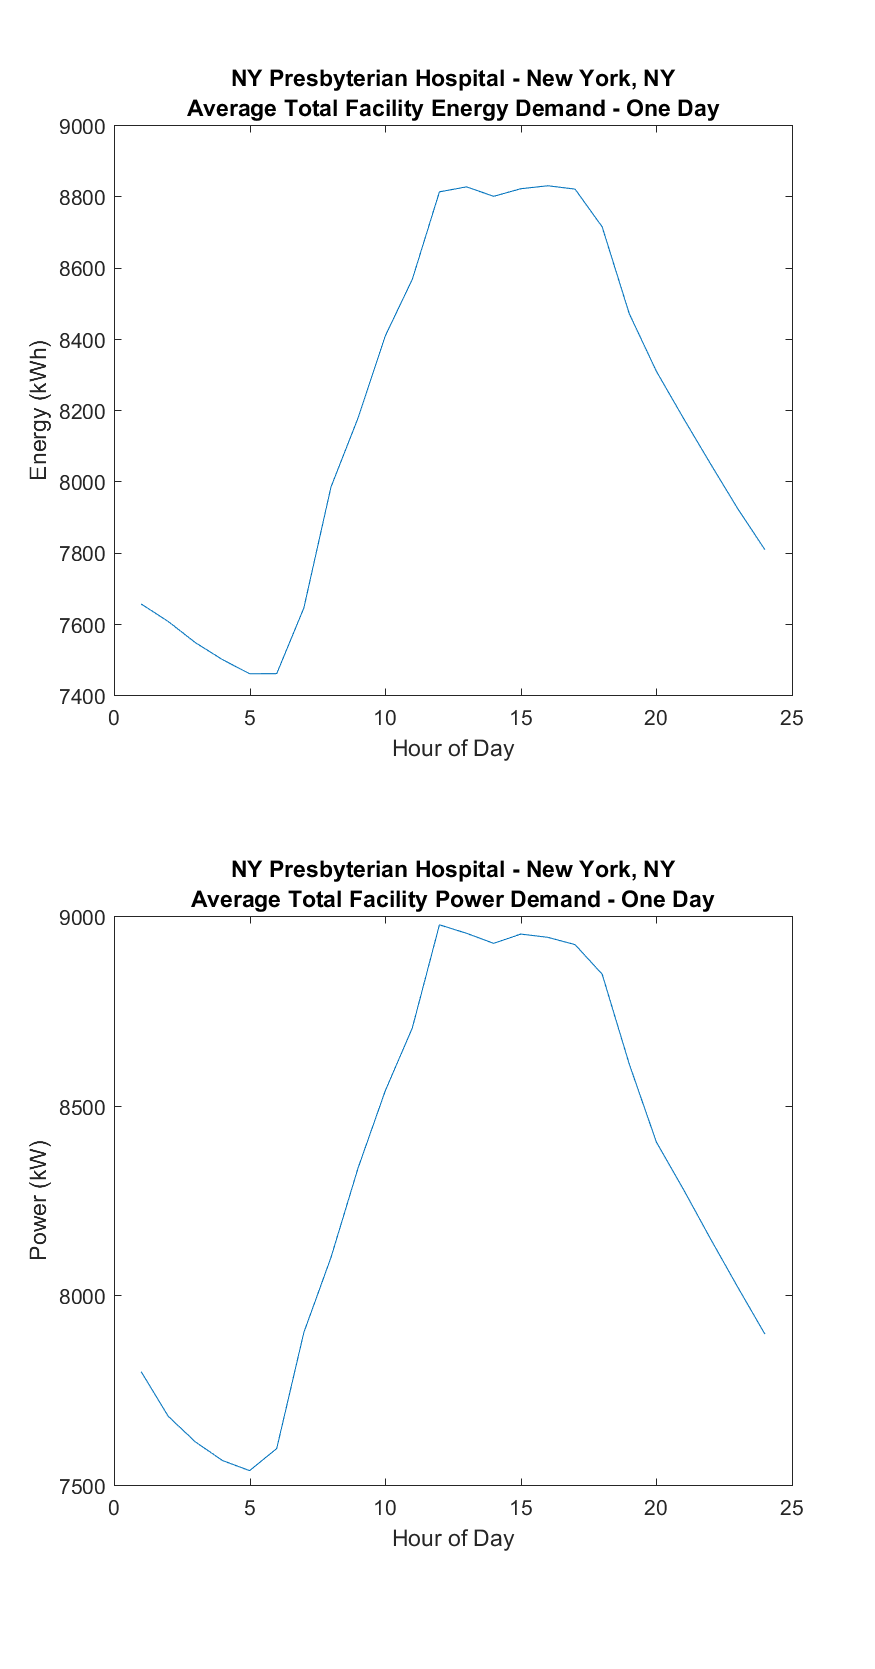 NY Presbyterian Hospital - New York, NY
Average Total Facility Energy Demand - One Day
9000
8800
8600
8400
8200
8000
7800
7600
7400
Energy (kWh)
0 5 10 15 20 25
Hour of Day
NY Presbyterian Hospital - New York, NY
Average Total Facility Power Demand - One Day
9000
8500
8000
7500
Power (kW)
0 5 10 15 20 25
Hour of Day